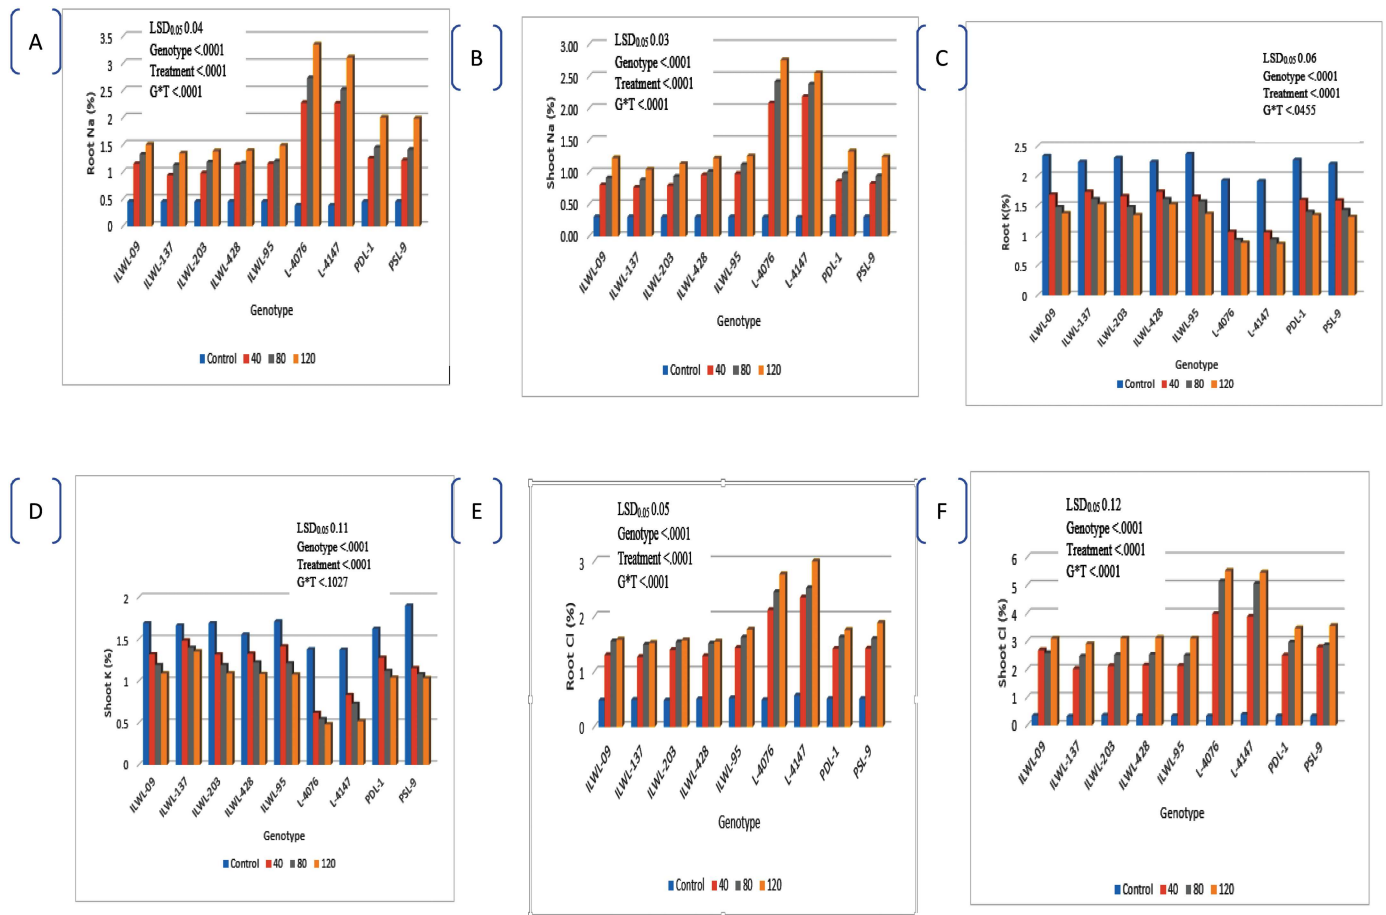 A
LSD0.05 0.04
Genotype <.0001
Treatment <.0001
G*T <.0001
Root Na (%)
3.5
3
2.5
2
1.5
1
0.5
0
ILWL-09
ILWL-137
ILWL-203
ILWL-428
ILWL-95
L-4076
L-4147
PDL-1
PSL-9
Genotype
Control 40 80 120
B
LSD0.05 0.03
Genotype <.0001
Treatment <.0001
G*T <.0001
Shoot Na (%)
3.00
2.50
2.00
1.50
1.00
0.50
0.00
ILWL-09
ILWL-137
ILWL-203
ILWL-428
ILWL-95
L-4076
L-4147
PDL-1
PSL-9
Genotype
Control 40 80 120
C
LSD0.05 0.06
Genotype <.0001
Treatment <.0001
G*T <.0455
Root K(%)
2.5
2
1.5
1
0.5
0
ILWL-09
ILWL-137
ILWL-203
ILWL-428
ILWL-95
L-4076
L-4147
PDL-1
PSL-9
Genotype
Control 40 80 120
D
LSD0.05 0.11
Genotype <.0001
Treatment <.0001
G*T <.1027
Shoot K (%)
2
1.5
1
0.5
0
ILWL-09
ILWL-137
ILWL-203
ILWL-428
ILWL-95
L-4076
L-4147
PDL-1
PSL-9
Genotype
Control 40 80 120
E
LSD0.05 0.05
Genotype <.0001
Treatment <.0001
G*T <.0001
Root Cl (%)
3
2
1
0
ILWL-09
ILWL-137
ILWL-203
ILWL-428
ILWL-95
L-4076
L-4147
PDL-1
PSL-9
Genotype
Control 40 80 120
F
LSD0.05 0.12
Genotype <.0001
Treatment <.0001
G*T <.0001
Shoot Cl (%)
6
5
4
3
2
1
0
ILWL-09
ILWL-137
ILWL-203
ILWL-428
ILWL-95
L-4076
L-4147
PDL-1
PSL-9
Genotype
Control 40 80 120